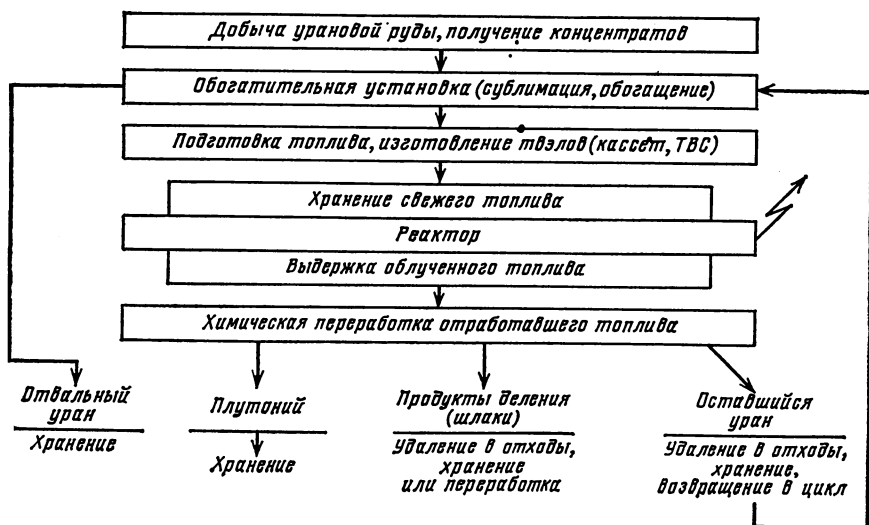 Добыча урановой руды, получение концентратов
Обогатительная установка (сублимация, обогащение)
Подготовка топлива, изготовление твэлов (кассет, ТВС)
Хранение свежего топлива
Реактор
Выдержка облученного топлива
Химическая переработка отработавшего топлива
Отвальный
уран
Хранение
Плутоний
Хранение
Продукты деления
(шлаки)
Удаление в отходы,
хранение
или переработка
Оставшийся
уран
Удаление в отходы,
хранение,
возвращение в цикл